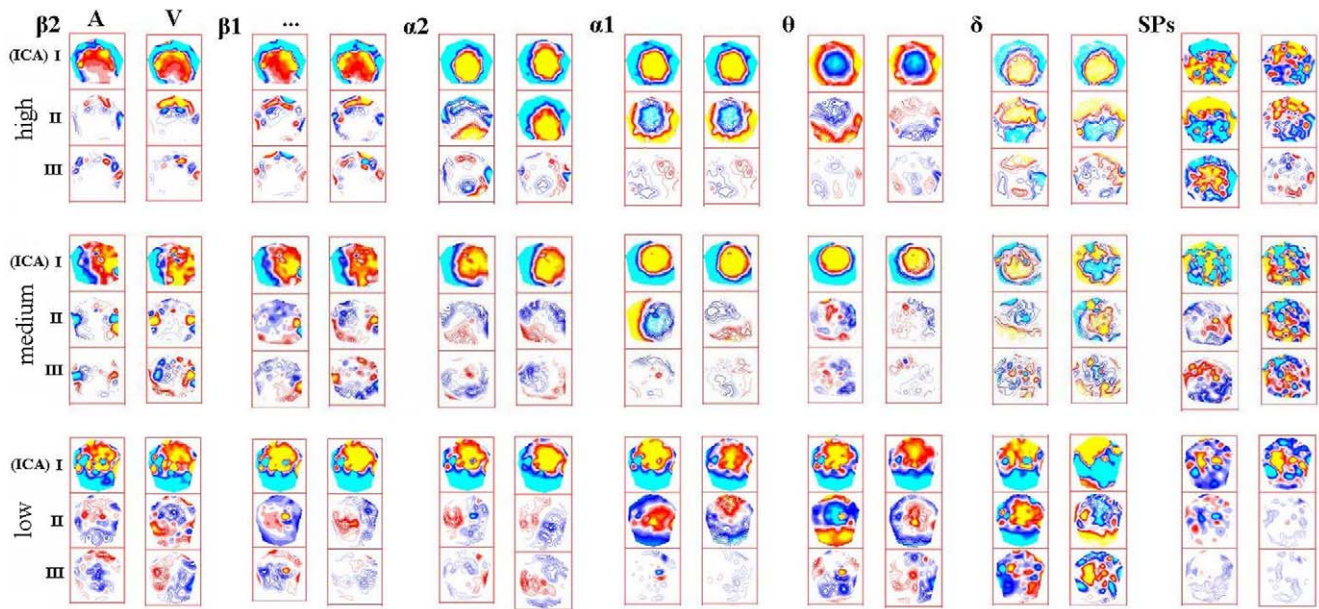 β2 A V β1 ... α2 α1 θ δ SPs
(ICA) I
high II
III
(ICA) I
medium II
III
(ICA) I
low II
III